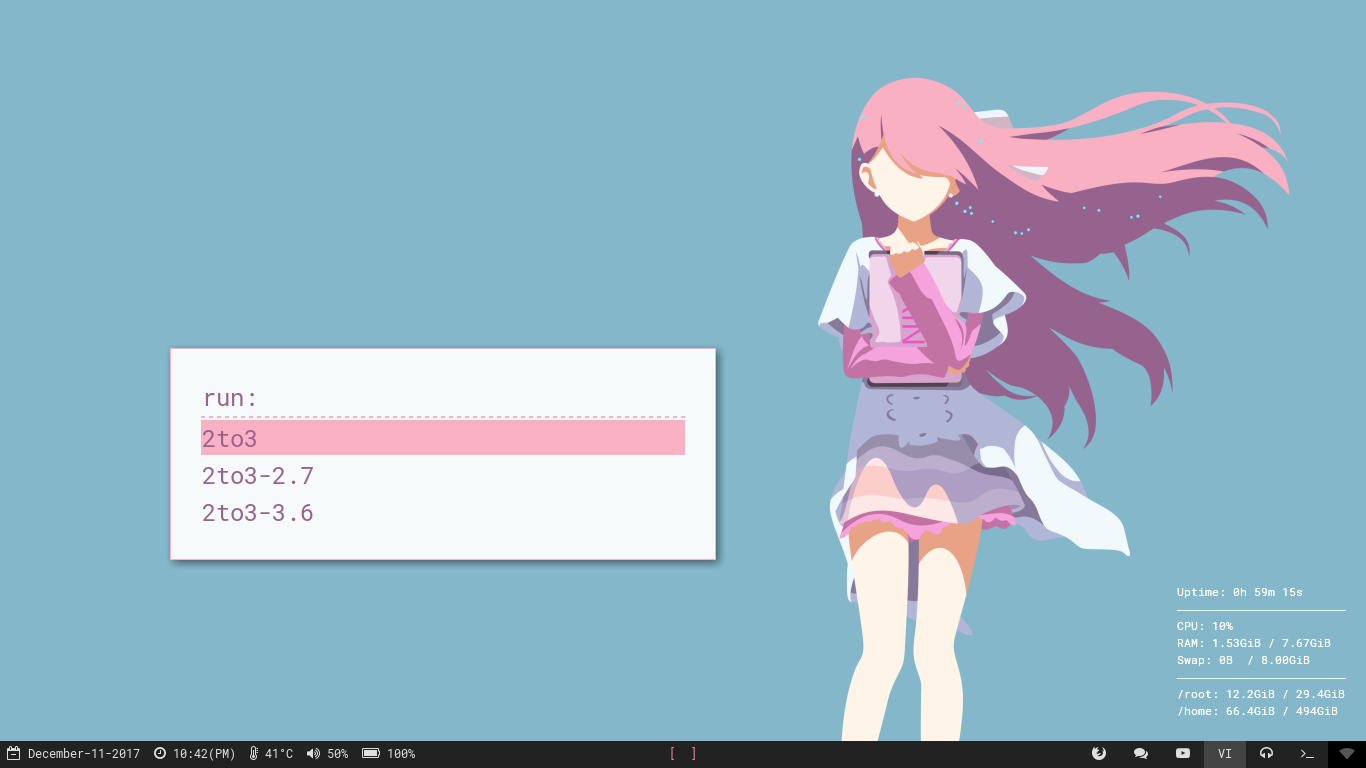 run:
2to3
2to3-2.7
2to3-3.6
Uptime: 0h 59m 15s
CPU: 10%
RAM: 1.53GiB / 7.67GiB
Swap: 0B / 8.00GiB
/root: 12.2GiB / 29.4GiB
/home: 66.4GiB / 494GiB
December-11-2017 10:42(PM) 41°C 50% 100% [ ] VI